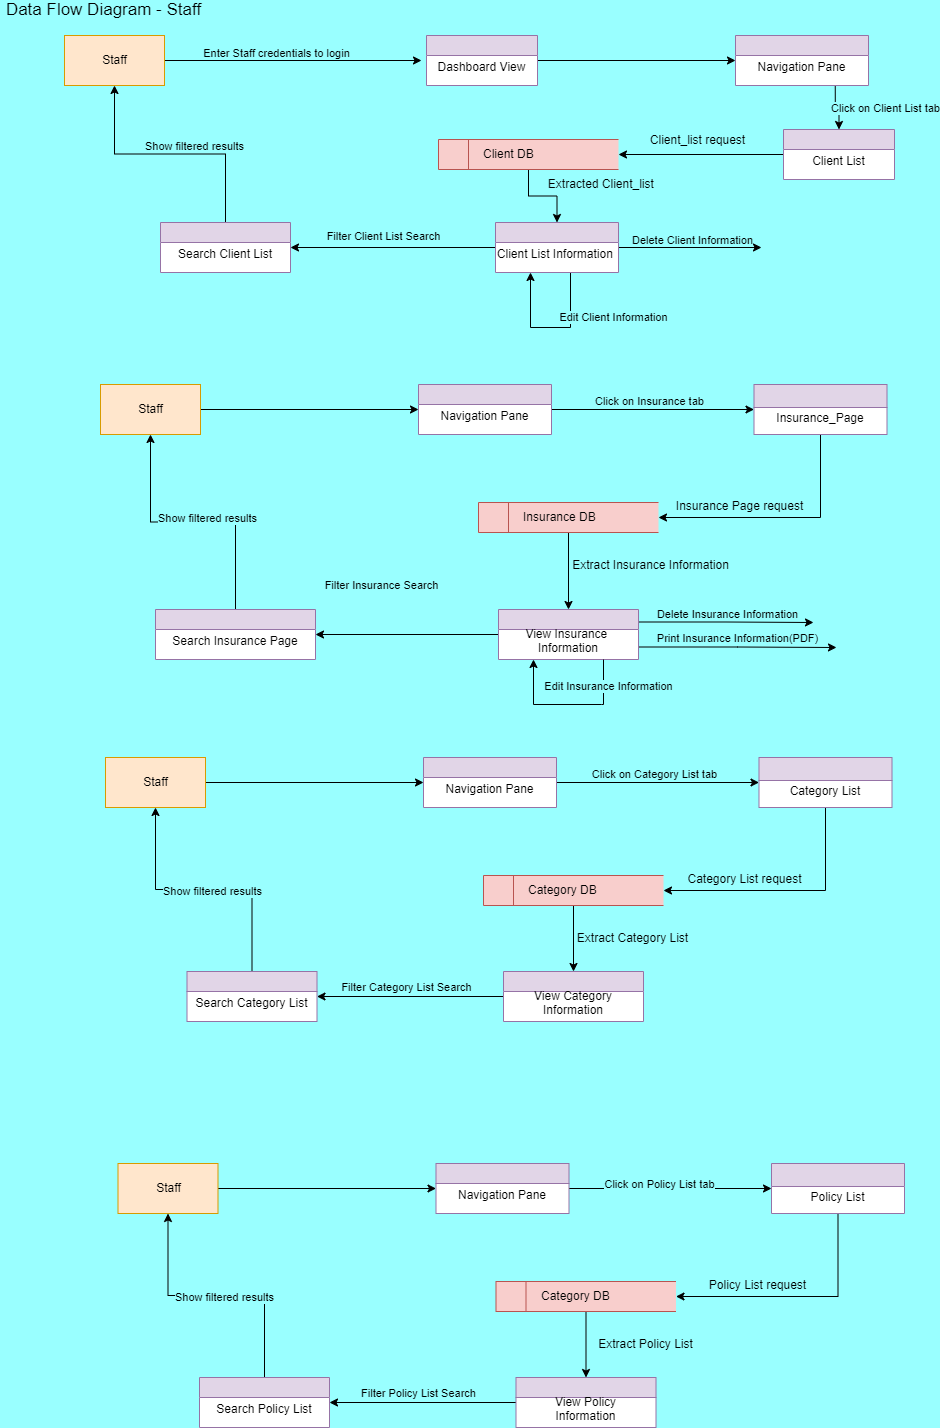 Data Flow Diagram - Staff
Staff
Enter Staff credentials to login
Dashboard View
Navigation Pane
Click on Client List tab
Client_list request
Client DB
Client List
Show filtered results
Extracted Client_list
Filter Client List Search
Delete Client Information
Search Client List
Client List Information
Edit Client Information
Staff
Navigation Pane
Click on Insurance tab
Insurance_Page
Insurance Page request
Insurance DB
Show filtered results
Extract Insurance Information
Filter Insurance Search
Delete Insurance Information
Search Insurance Page
View Insurance
Information
Print Insurance Information(PDF)
Edit Insurance Information
Staff
Navigation Pane
Click on Category List tab
Category List
Category List request
Category DB
Show filtered results
Extract Category List
Filter Category List Search
Search Category List
View Category
Information
Staff
Navigation Pane
Click on Policy List tab
Policy List
Policy List request
Category DB
Show filtered results
Extract Policy List
Filter Policy List Search
Search Policy List
View Policy
Information